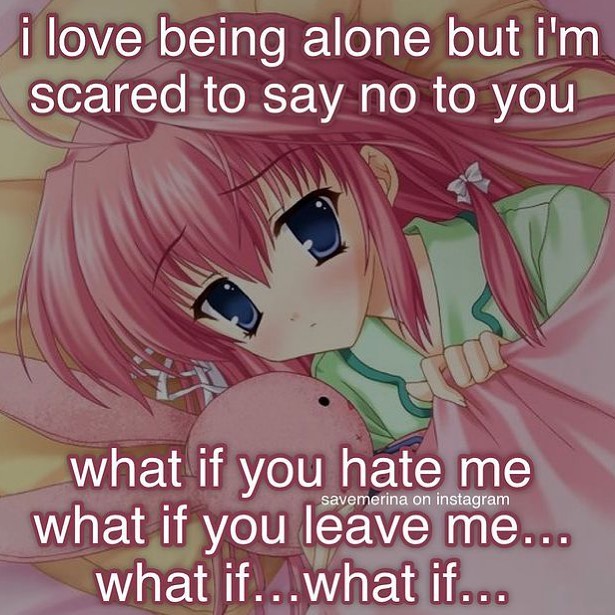 i love being alone but i'm
scared to say no to you
what if you hate me
savemerina on instagram
what if you leave me...
what if...what if...